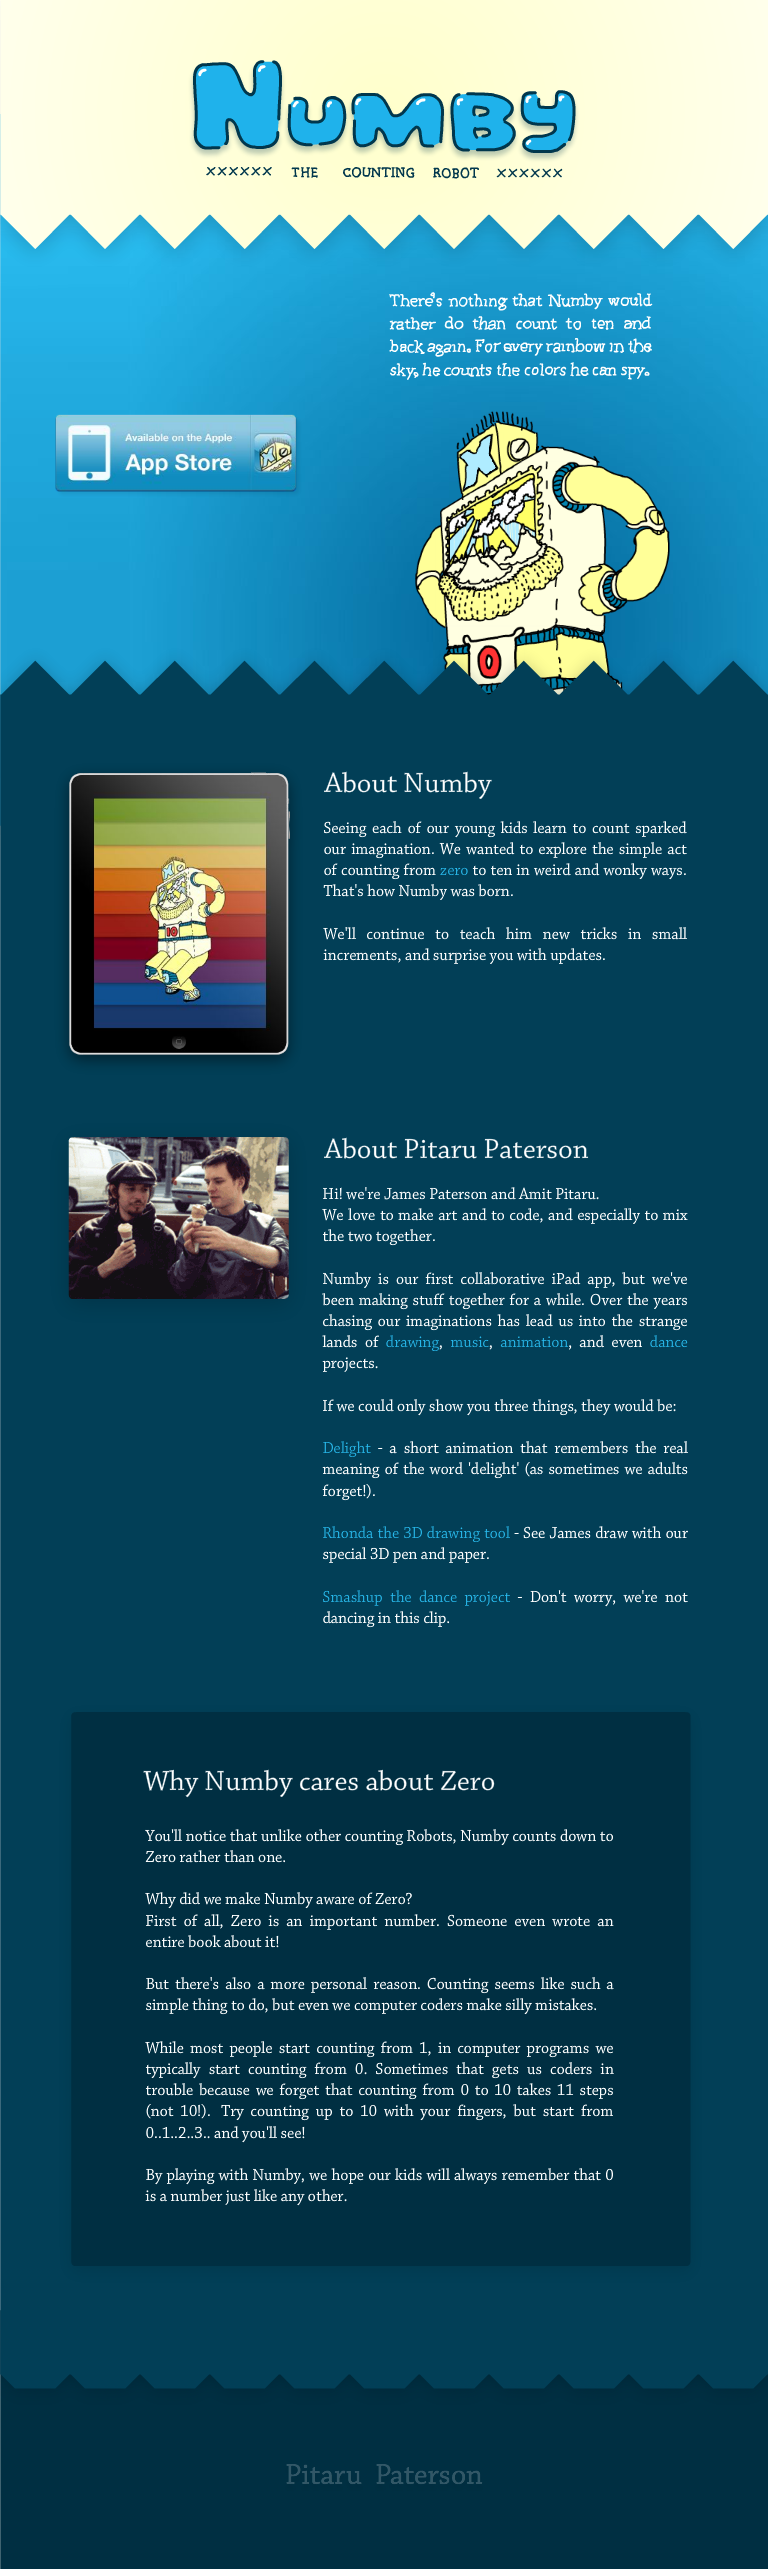 NUMBY
xxxxxx THE COUNTING ROBOT xxxxxx
There's nothing that Numby would
rather do than count to ten and
back again. For every rainbow in the
sky, he counts the colors he can spy.
Available on the Apple
App Store
0
About Numby
Seeing each of our young kids learn to count sparked
our imagination. We wanted to explore the simple act
of counting from zero to ten in weird and wonky ways.
That's how Numby was born.
We'll continue to teach him new tricks in small
increments, and surprise you with updates.
10
About Pitaru Paterson
Hi! we're James Paterson and Amit Pitaru.
We love to make art and to code, and especially to mix
the two together.
Numby is our first collaborative iPad app, but we've
been making stuff together for a while. Over the years
chasing our imaginations has lead us into the strange
lands of drawing, music, animation, and even dance
projects.
If we could only show you three things, they would be:
Delight - a short animation that remembers the real
meaning of the word 'delight' (as sometimes we adults
forget!).
Rhonda the 3D drawing tool - See James draw with our
special 3D pen and paper.
Smashup the dance project - Don't worry, we're not
dancing in this clip.
Why Numby cares about Zero
You'll notice that unlike other counting Robots, Numby counts down to
Zero rather than one.
Why did we make Numby aware of Zero?
First of all, Zero is an important number. Someone even wrote an
entire book about it!
But there's also a more personal reason. Counting seems like such a
simple thing to do, but even we computer coders make silly mistakes.
While most people start counting from 1, in computer programs we
typically start counting from 0. Sometimes that gets us coders in
trouble because we forget that counting from 0 to 10 takes 11 steps
(not 10!). Try counting up to 10 with your fingers, but start from
0..1..2..3.. and you'll see!
By playing with Numby, we hope our kids will always remember that 0
is a number just like any other.
Pitaru Paterson